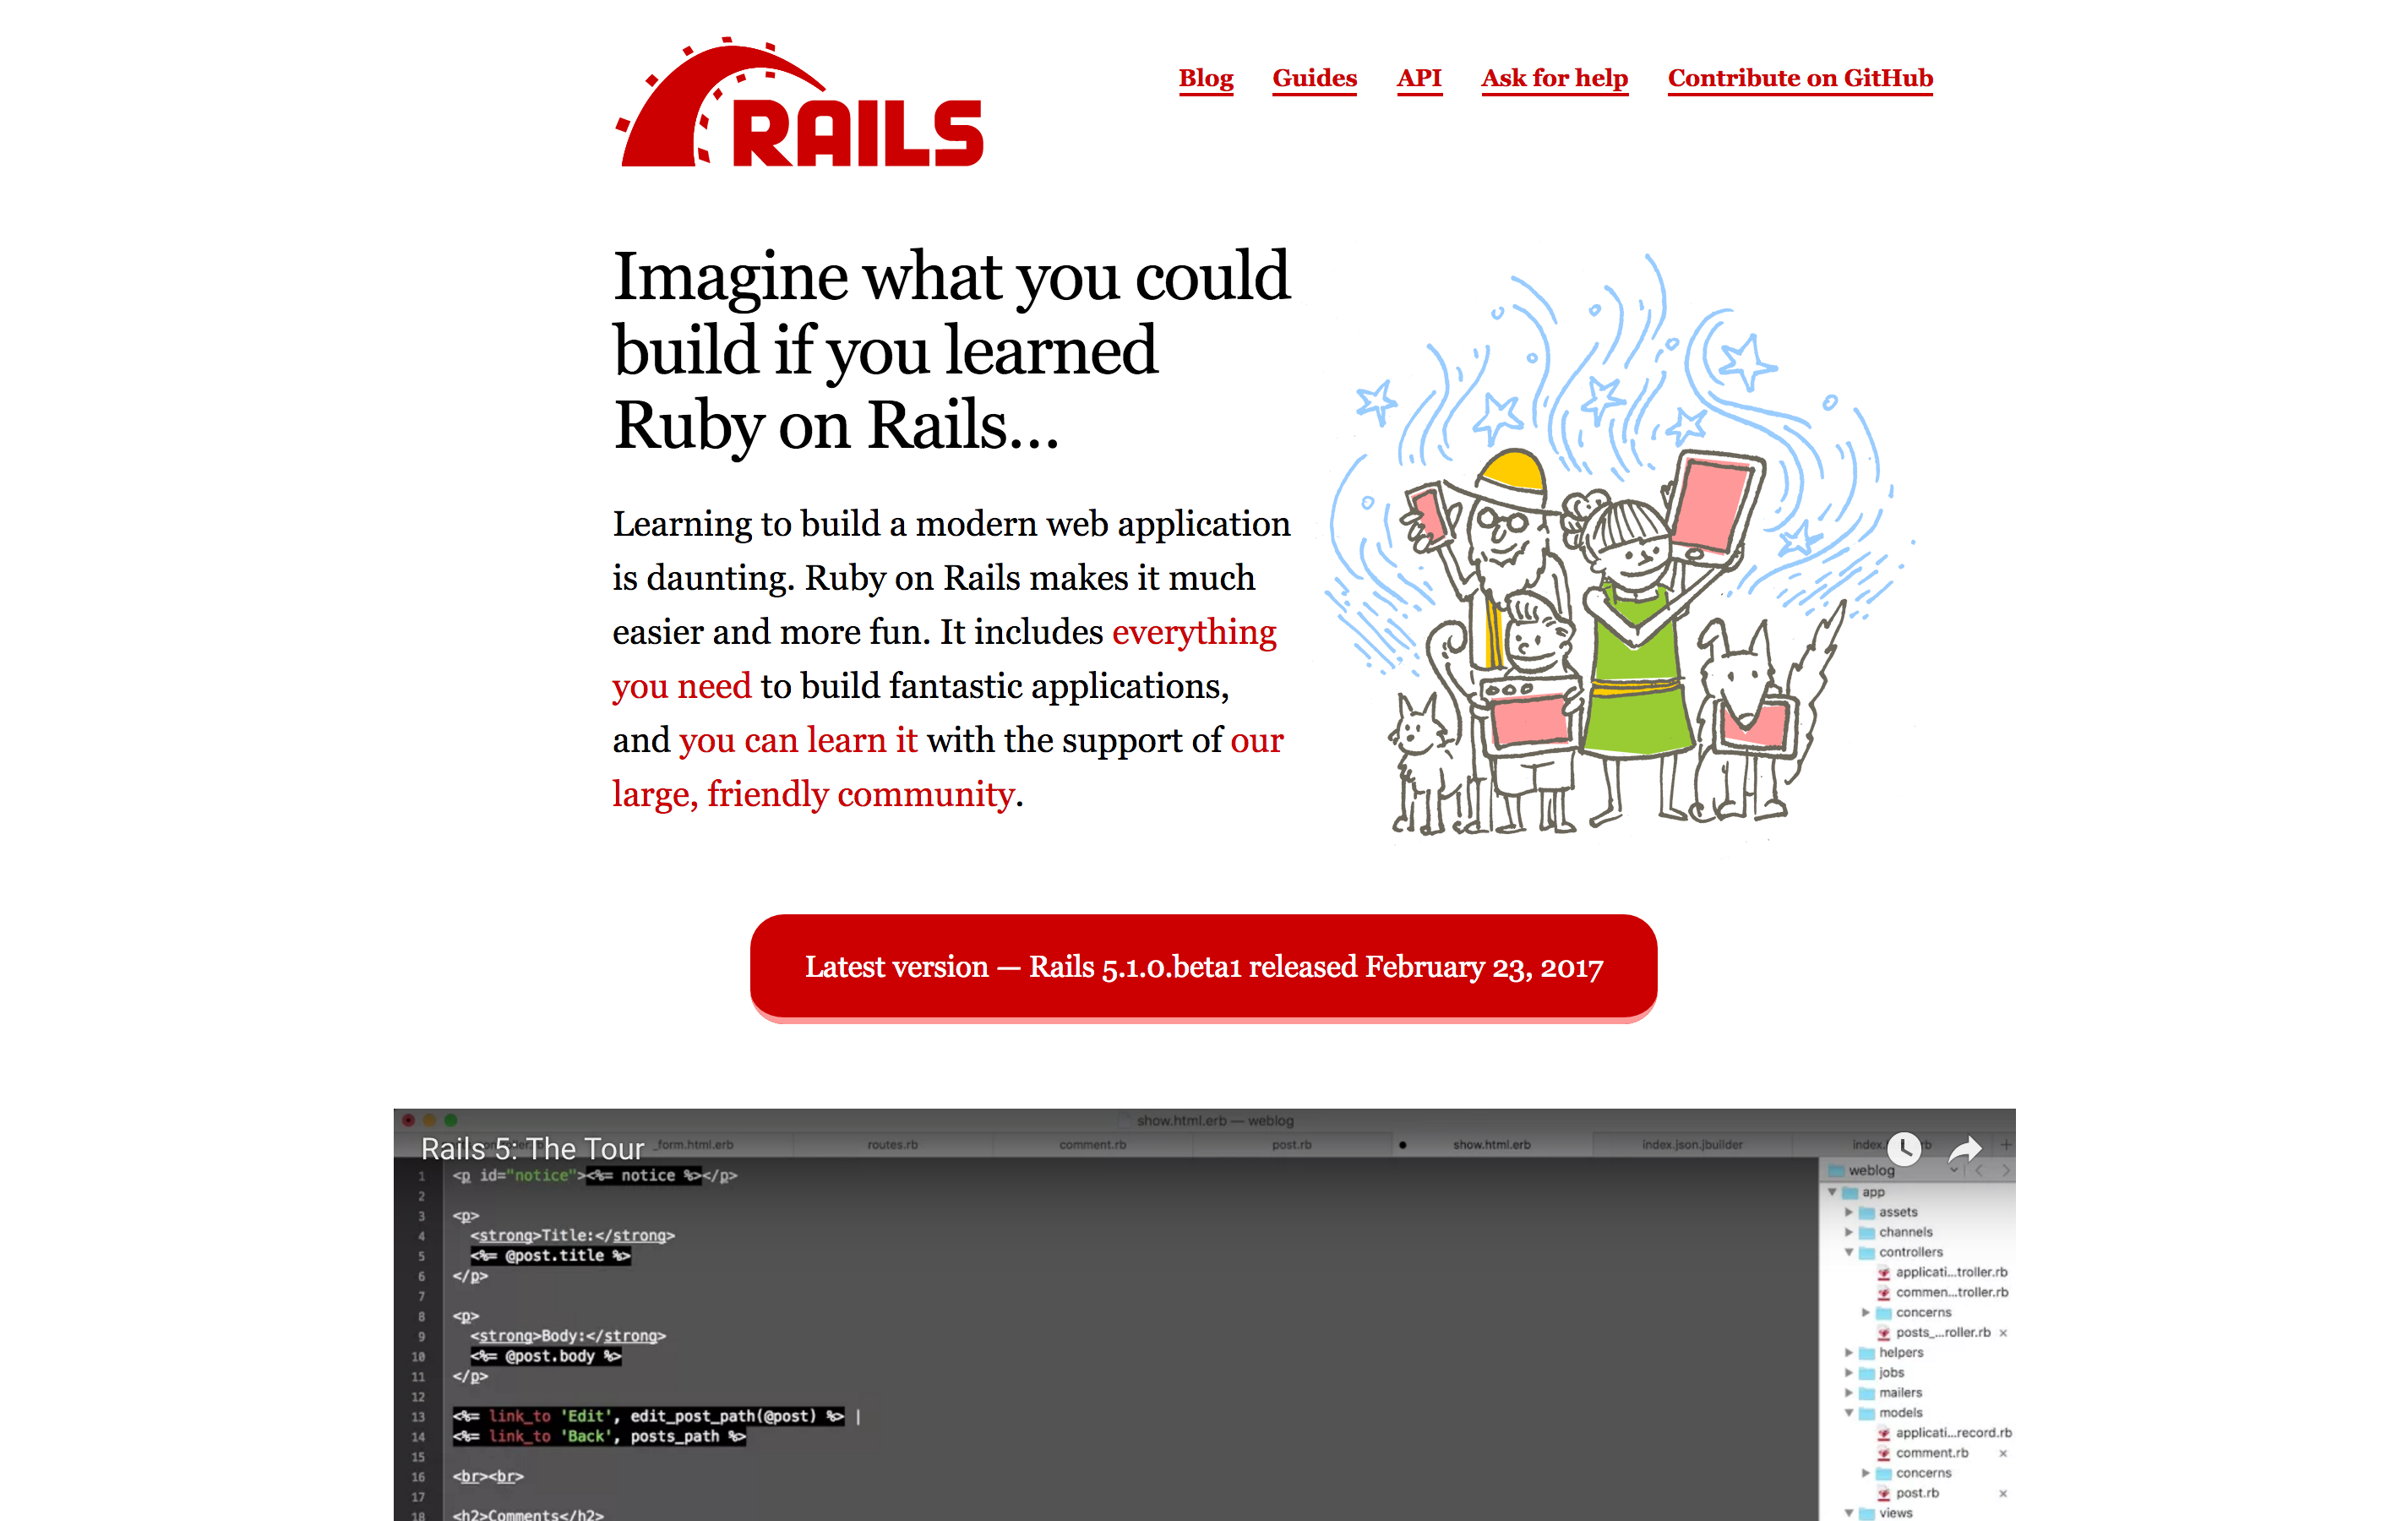 RAILS
Blog Guides API Ask for help Contribute on GitHub
Imagine what you could
build if you learned
Ruby on Rails…
Learning to build a modern web application
is daunting. Ruby on Rails makes it much
easier and more fun. It includes everything
you need to build fantastic applications,
and you can learn it with the support of our
large, friendly community.
Latest version — Rails 5.1.0.beta1 released February 23, 2017
show.html.erb — weblog
Rails 5: The Tour
_form.html.erb routes.rb comment.rb post.rb show.html.erb index.json.jbuilder
weblog
1 <p id="notice"><%= notice %></p>
2
3 <p>
4 <strong>Title:</strong>
5 <%= @post.title %>
6 </p>
7
8 <p>
9 <strong>Body:</strong>
10 <%= @post.body %>
11 </p>
12
13 <%= link_to 'Edit', edit_post_path(@post) %> |
14 <%= link_to 'Back', posts_path %>
15
16 <br><br>
17
18 <h2>Comments</h2>
app
assets
channels
controllers
applicati...troller.rb
commen...troller.rb
concerns
posts_...roller.rb
helpers
jobs
mailers
models
applicati...record.rb
comment.rb
concerns
post.rb
views